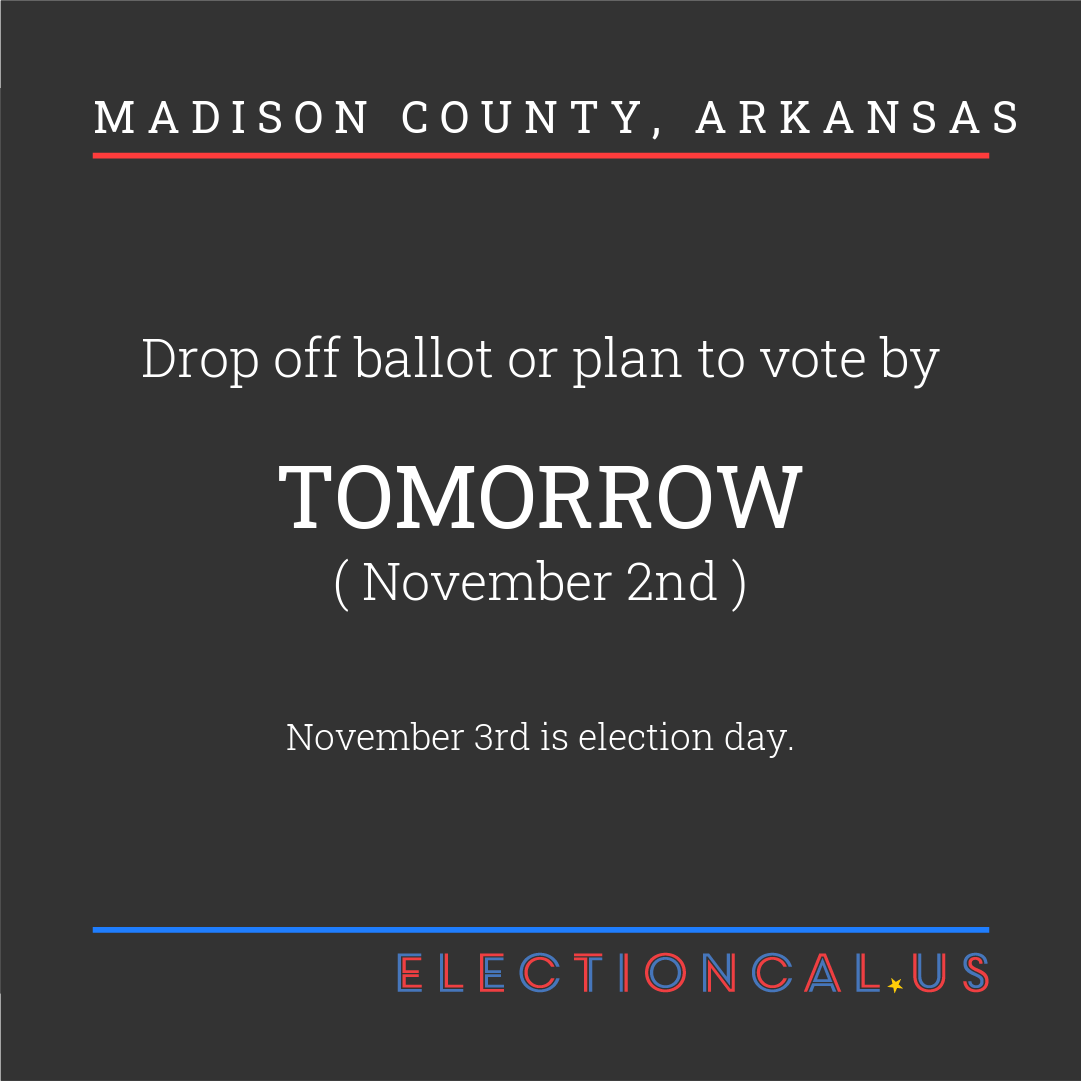 MADISON COUNTY, ARKANSAS
Drop off ballot or plan to vote by
TOMORROW
( November 2nd )
November 3rd is election day.
ELECTIONCAL.US